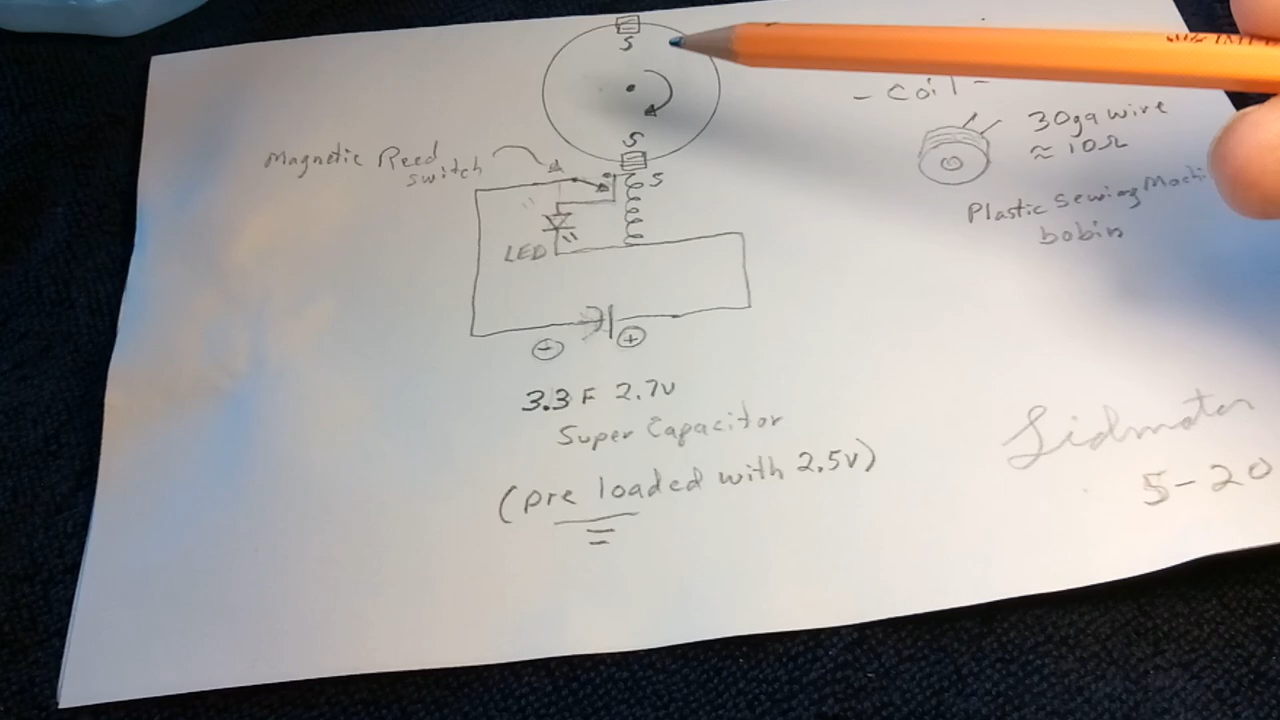 S
- Coil -
S
30ga wire
≈ 10Ω
Magnetic Reed
switch
S
Plastic Sewing
bobin
LED
- +
3.3 F 2.7v
Super Capacitor
(pre loaded with 2.5v)
5-20